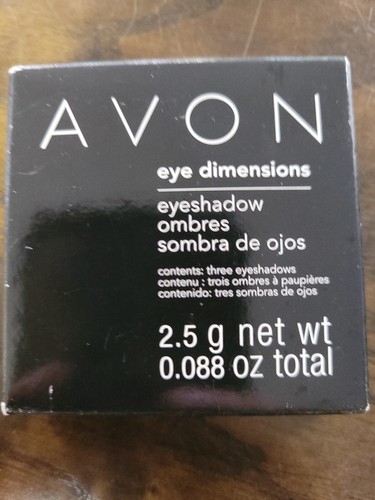 AVON
eye dimensions
eyeshadow
ombres
sombra de ojos
contents: three eyeshadows
contenu : trois ombres à paupières
contenido: tres sombras de ojos
2.5 g net wt
0.088 oz total